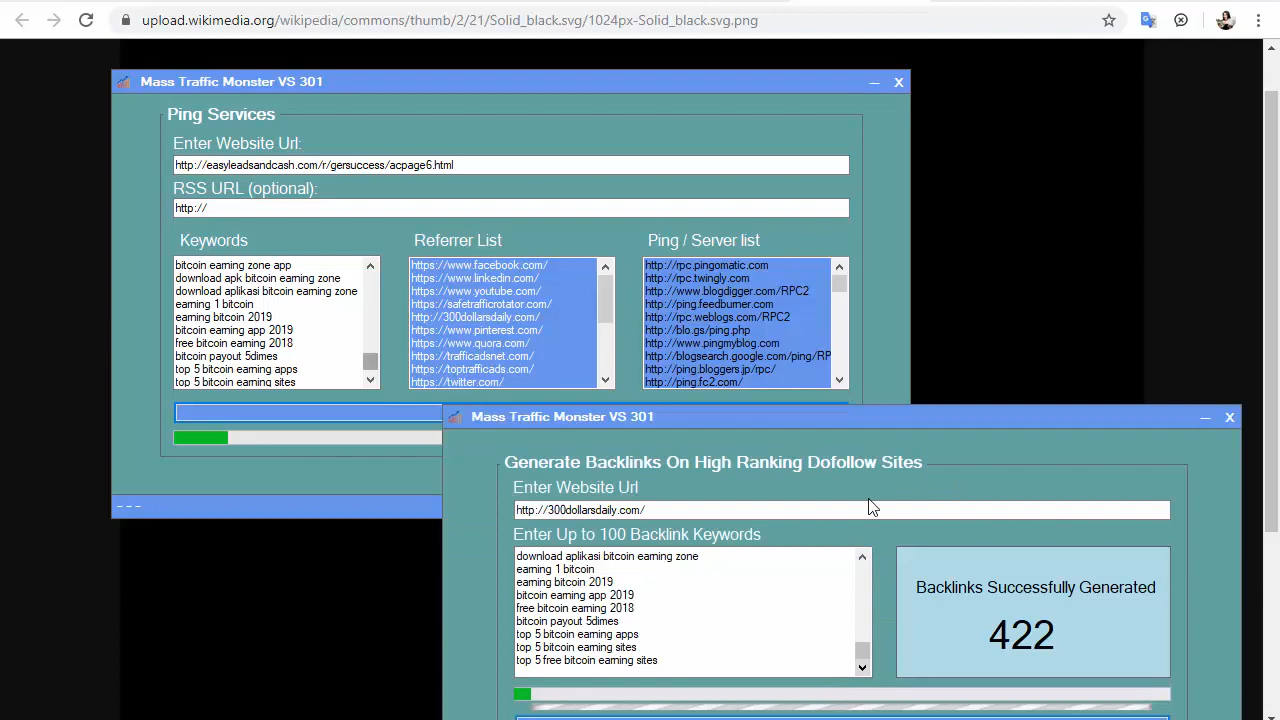 upload.wikimedia.org/wikipedia/commons/thumb/2/21/Solid_black.svg/1024px-Solid_black.svg.png
Mass Traffic Monster VS 301
Ping Services
Enter Website Url:
http://easyleadsandcash.com/r/gersuccess/acpage6.html
RSS URL (optional):
http://
Keywords
bitcoin earning zone app
download apk bitcoin earning zone
download aplikasi bitcoin earning zone
earning 1 bitcoin
earning bitcoin 2019
bitcoin earning app 2019
free bitcoin earning 2018
bitcoin payout 5dimes
top 5 bitcoin earning apps
top 5 bitcoin earning sites
Referrer List
https://www.facebook.com/
https://www.linkedin.com/
https://www.youtube.com/
https://safetrafficrotator.com/
http://300dollarsdaily.com/
https://www.pinterest.com/
https://www.quora.com/
https://trafficadsnet.com/
https://toptrafficads.com/
https://twitter.com/
Ping / Server list
http://rpc.pingomatic.com
http://rpc.twingly.com
http://www.blogdigger.com/RPC2
http://ping.feedburner.com
http://rpc.weblogs.com/RPC2
http://blo.gs/ping.php
http://www.pingmyblog.com
http://blogsearch.google.com/ping/RP
http://ping.bloggers.jp/rpc/
http://ping.fc2.com/
---
Mass Traffic Monster VS 301
Generate Backlinks On High Ranking Dofollow Sites
Enter Website Url
http://300dollarsdaily.com/
Enter Up to 100 Backlink Keywords
download aplikasi bitcoin earning zone
earning 1 bitcoin
earning bitcoin 2019
bitcoin earning app 2019
free bitcoin earning 2018
bitcoin payout 5dimes
top 5 bitcoin earning apps
top 5 bitcoin earning sites
top 5 free bitcoin earning sites
Backlinks Successfully Generated
422